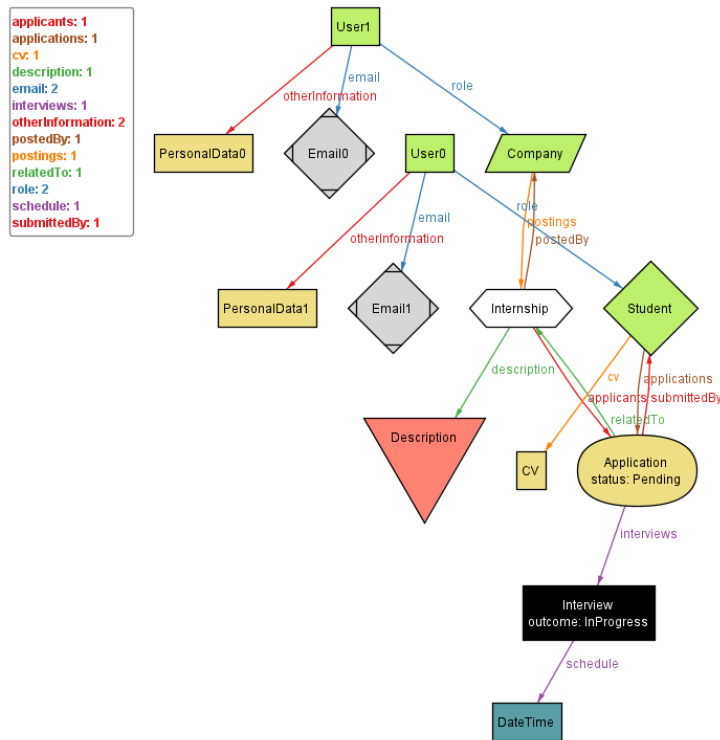 applicants: 1
applications: 1
cv: 1
description: 1
email: 2
interviews: 1
otherInformation: 2
postedBy: 1
postings: 1
relatedTo: 1
role: 2
schedule: 1
submittedBy: 1
User1
email
otherInformation
role
PersonalData0
Email0
User0
Company
role
postings
email
postedBy
otherInformation
PersonalData1
Email1
Internship
Student
description
cv
applications
applicants
submittedBy
relatedTo
Description
CV
Application
status: Pending
interviews
Interview
outcome: InProgress
schedule
DateTime